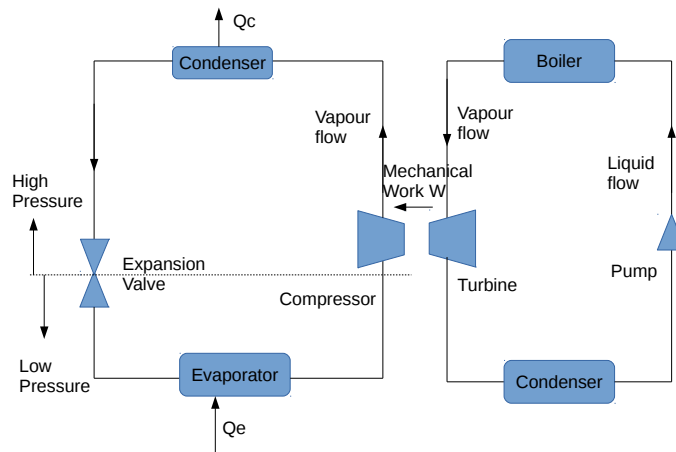 Qc
Condenser
Boiler
Vapour
flow
Vapour
flow
Mechanical
Work W
Liquid
flow
High
Pressure
Expansion
Valve
Compressor
Turbine
Pump
Low
Pressure
Evaporator
Condenser
Qe